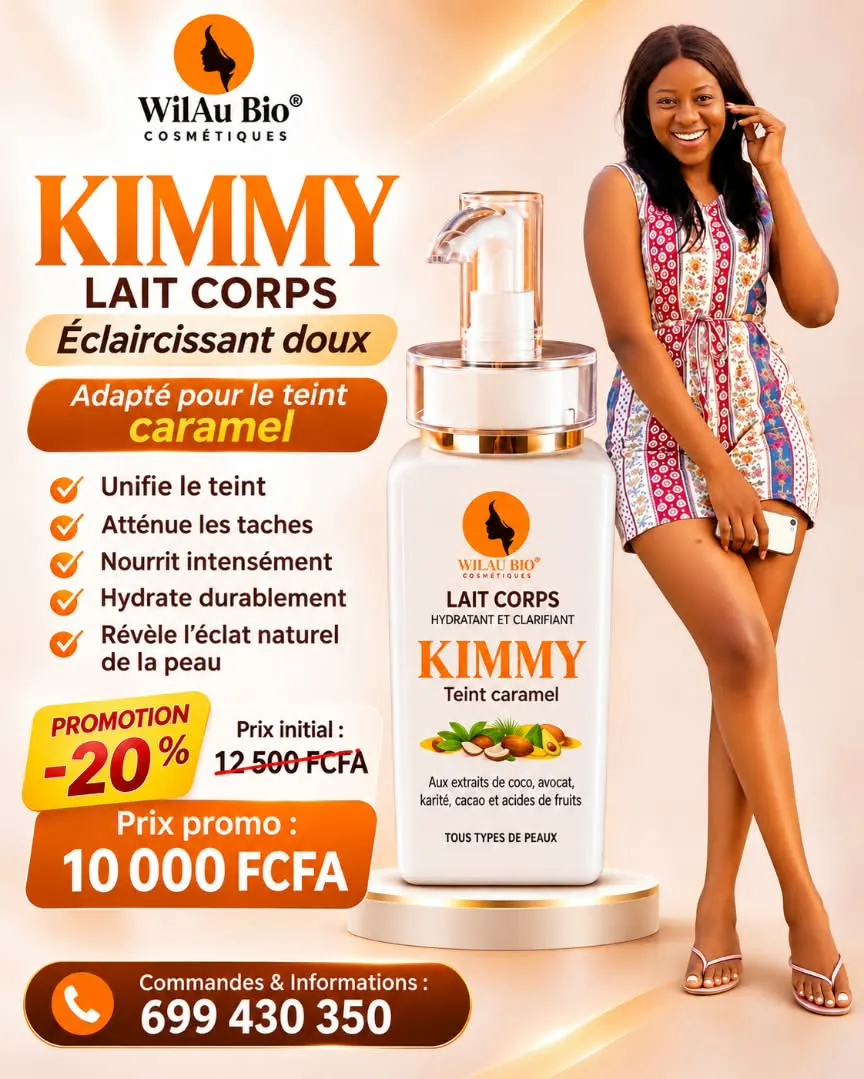 WilAu Bio®
COSMÉTIQUES
KIMMY
LAIT CORPS
Éclaircissant doux
Adapté pour le teint
caramel
Unifie le teint
Atténue les taches
Nourrit intensément
Hydrate durablement
Révèle l'éclat naturel
de la peau
PROMOTION
-20%
Prix initial :
12 500 FCFA
Prix promo :
10 000 FCFA
Commandes & Informations :
699 430 350
WILAU BIO®
COSMÉTIQUES
LAIT CORPS
HYDRATANT ET CLARIFIANT
KIMMY
Teint caramel
Aux extraits de coco, avocat,
karité, cacao et acides de fruits
TOUS TYPES DE PEAUX